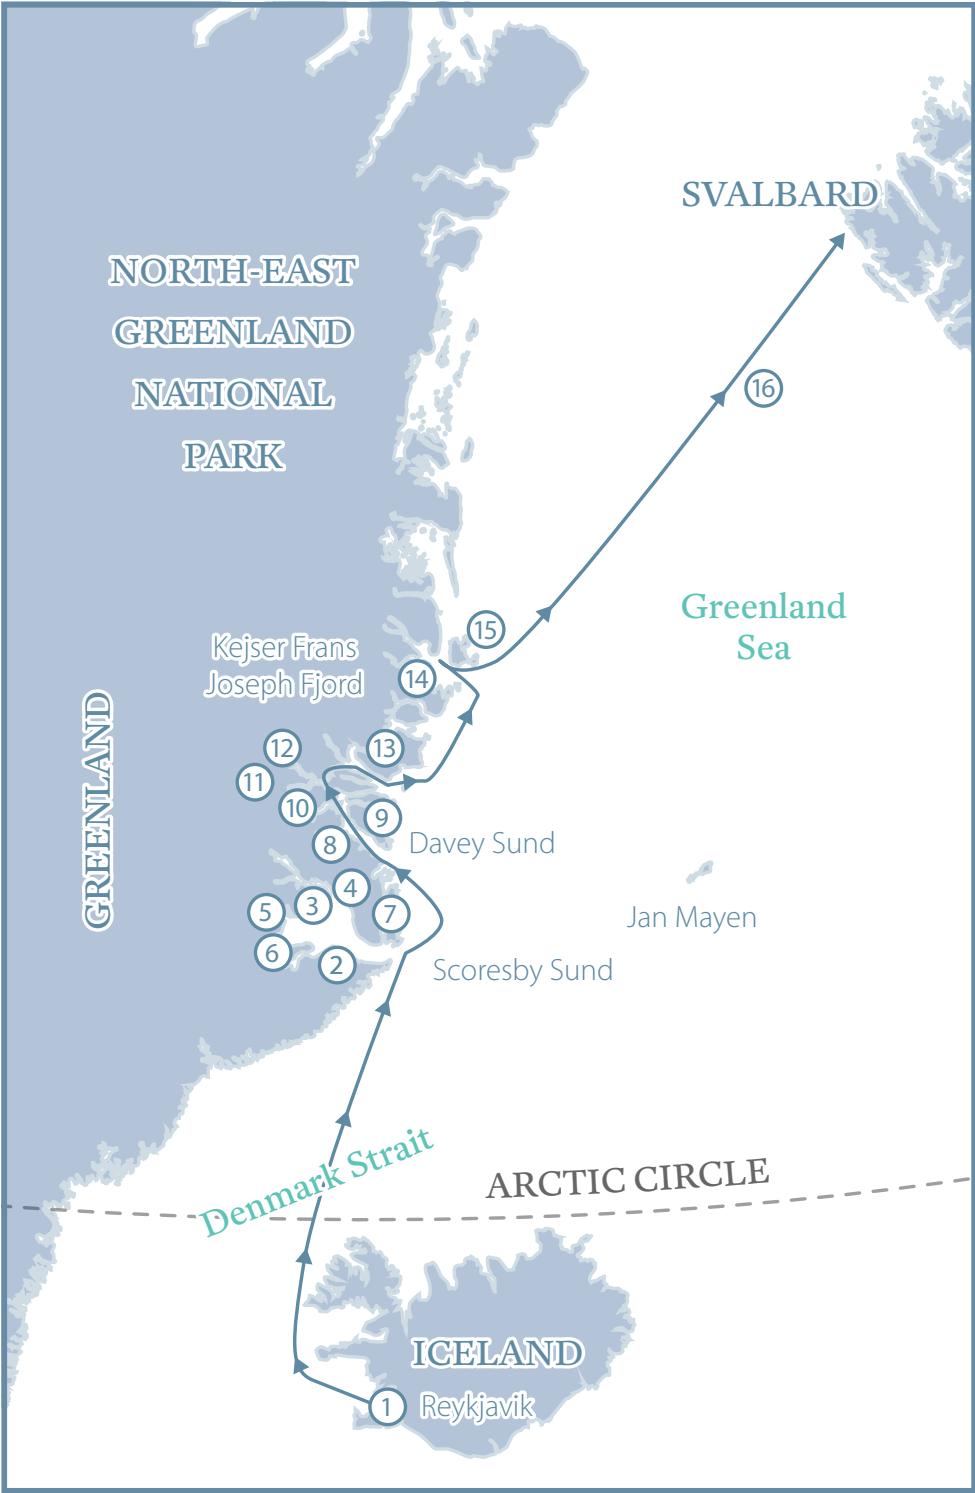 SVALBARD
NORTH-EAST
GREENLAND
NATIONAL
PARK
16
Greenland
Sea
15
Kejser Frans
Joseph Fjord
14
GREENLAND
12
13
11
10
9
8
Davey Sund
4
3
5
7
Jan Mayen
6
2
Scoresby Sund
Denmark Strait
ARCTIC CIRCLE
ICELAND
1
Reykjavik